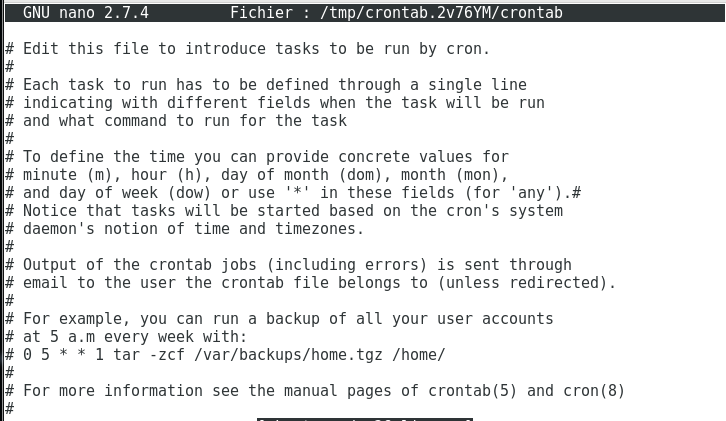 GNU nano 2.7.4 Fichier : /tmp/crontab.2v76YM/crontab
# Edit this file to introduce tasks to be run by cron.
#
# Each task to run has to be defined through a single line
# indicating with different fields when the task will be run
# and what command to run for the task
#
# To define the time you can provide concrete values for
# minute (m), hour (h), day of month (dom), month (mon),
# and day of week (dow) or use '*' in these fields (for 'any').#
# Notice that tasks will be started based on the cron's system
# daemon's notion of time and timezones.
#
# Output of the crontab jobs (including errors) is sent through
# email to the user the crontab file belongs to (unless redirected).
#
# For example, you can run a backup of all your user accounts
# at 5 a.m every week with:
# 0 5 * * 1 tar -zcf /var/backups/home.tgz /home/
#
# For more information see the manual pages of crontab(5) and cron(8)
#